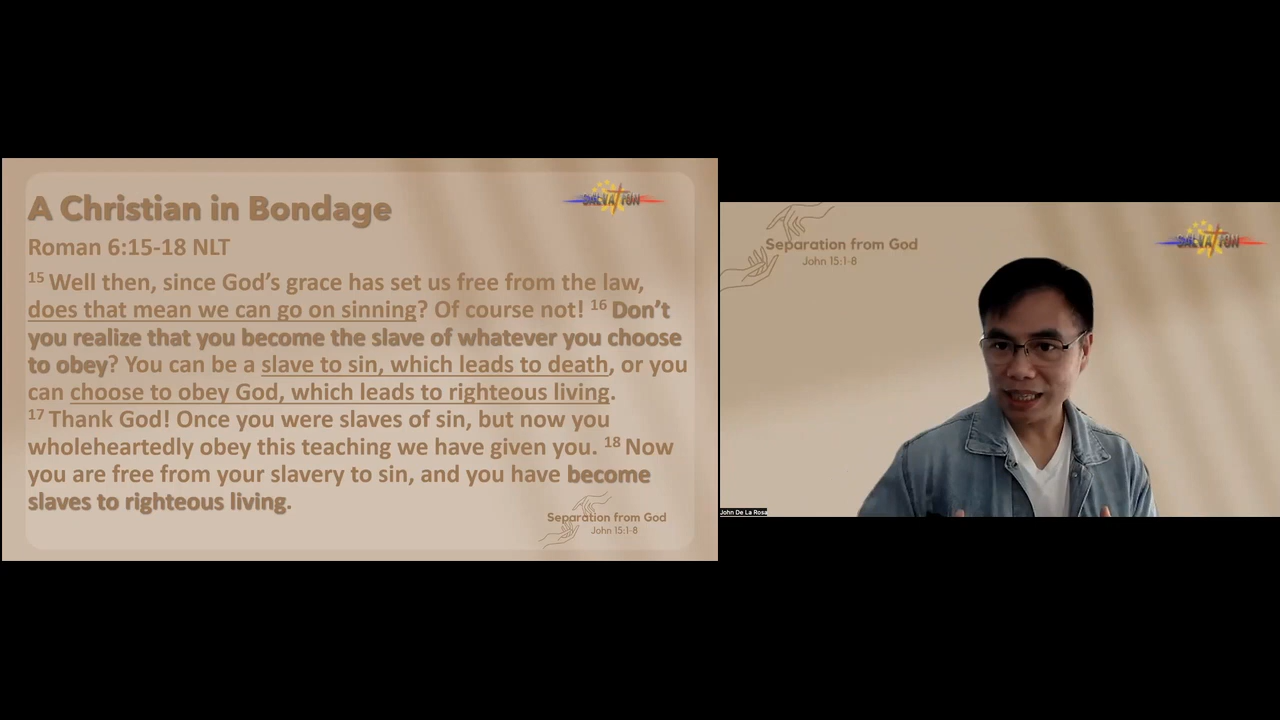 A Christian in Bondage
SALVATION
Roman 6:15-18 NLT
15 Well then, since God's grace has set us free from the law,
does that mean we can go on sinning? Of course not! 16 Don't
you realize that you become the slave of whatever you choose
to obey? You can be a slave to sin, which leads to death, or you
can choose to obey God, which leads to righteous living.
17 Thank God! Once you were slaves of sin, but now you
wholeheartedly obey this teaching we have given you. 18 Now
you are free from your slavery to sin, and you have become
slaves to righteous living.
Separation from God
John 15:1-8
Separation from God
John 15:1-8
SALVATION
John De La Rosa